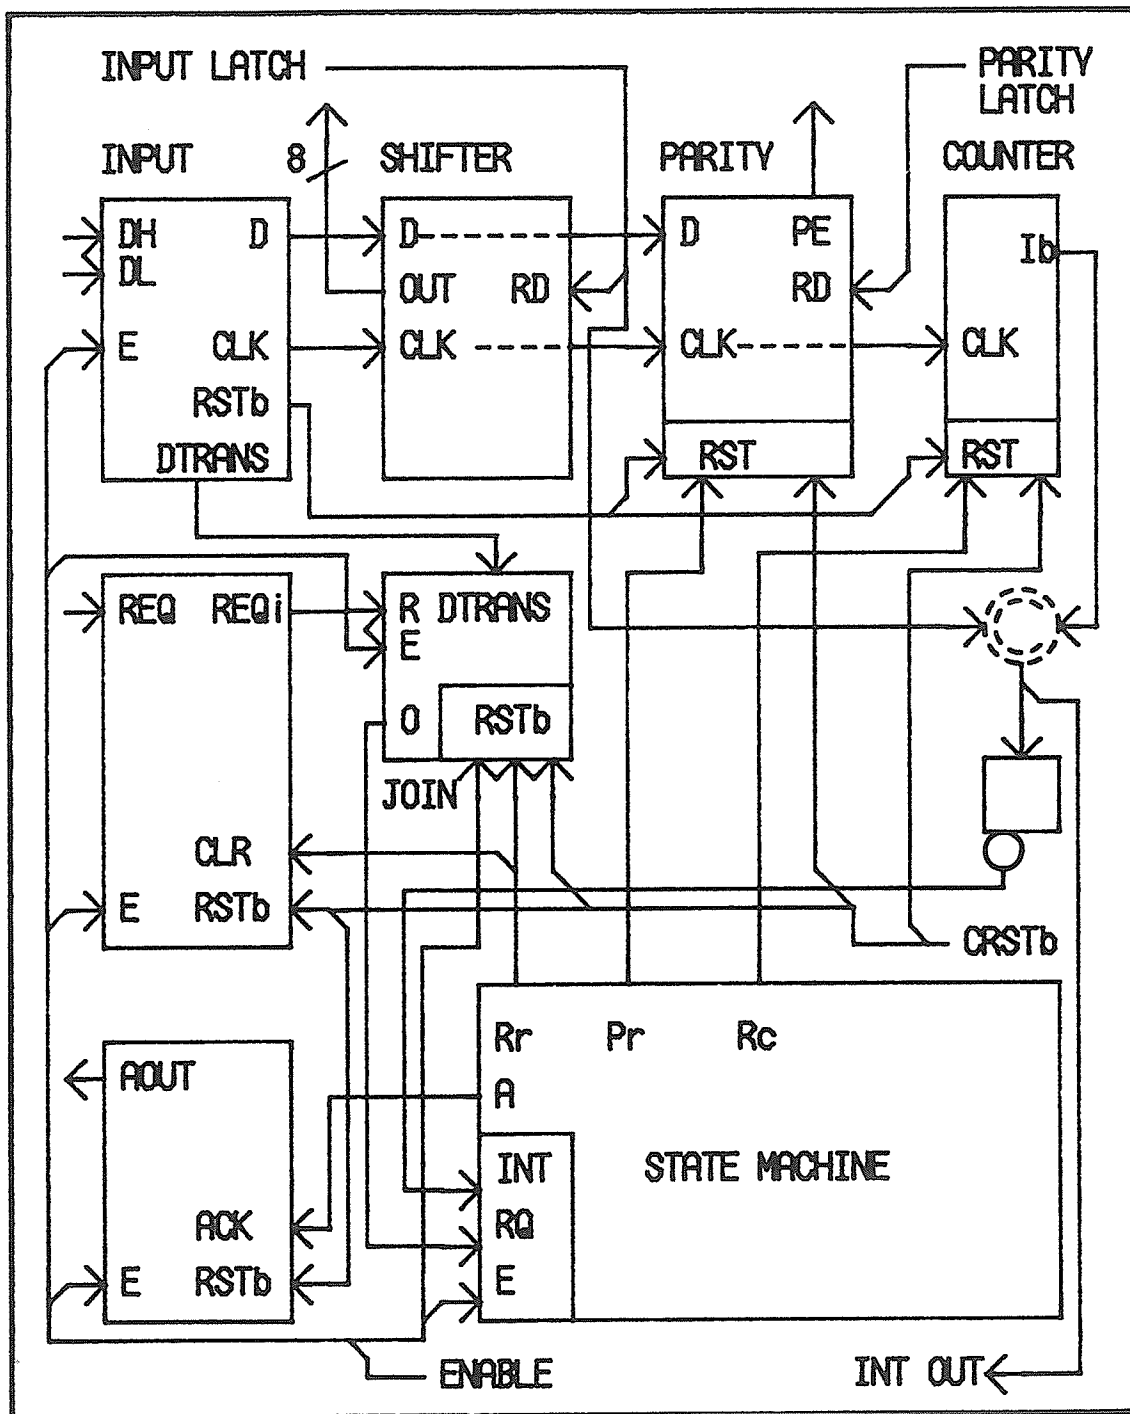 INPUT LATCH
PARITY
LATCH
INPUT
8
SHIFTER
PARITY
COUNTER
DH
D
DL
E
CLK
RSTb
DTRANS
D
OUT
RD
CLK
D
PE
RD
CLK
RST
Ib
CLK
RST
REQ
REQi
CLR
E
RSTb
R
DTRANS
E
O
RSTb
JOIN
CRSTb
AOUT
ACK
E
RSTb
Rr
Pr
Rc
A
INT
STATE MACHINE
RQ
E
ENABLE
INT OUT